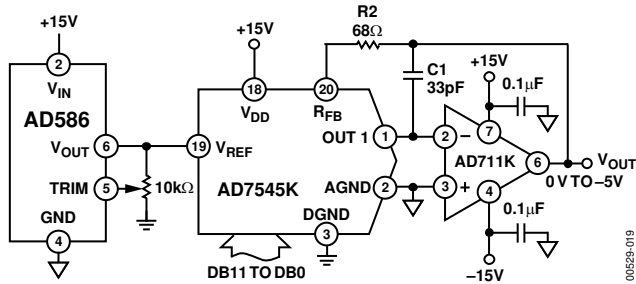 +15V
2
V_IN
AD586
V_OUT
6
TRIM
5
GND
4
10kΩ
+15V
18
V_DD
20
R_FB
19
V_REF
AD7545K
OUT 1
1
AGND
2
DGND
3
DB11 TO DB0
R2
68Ω
C1
33pF
+15V
0.1μF
2
–
7
AD711K
3
+
4
6
V_OUT
0V TO –5V
0.1μF
–15V
00529-019